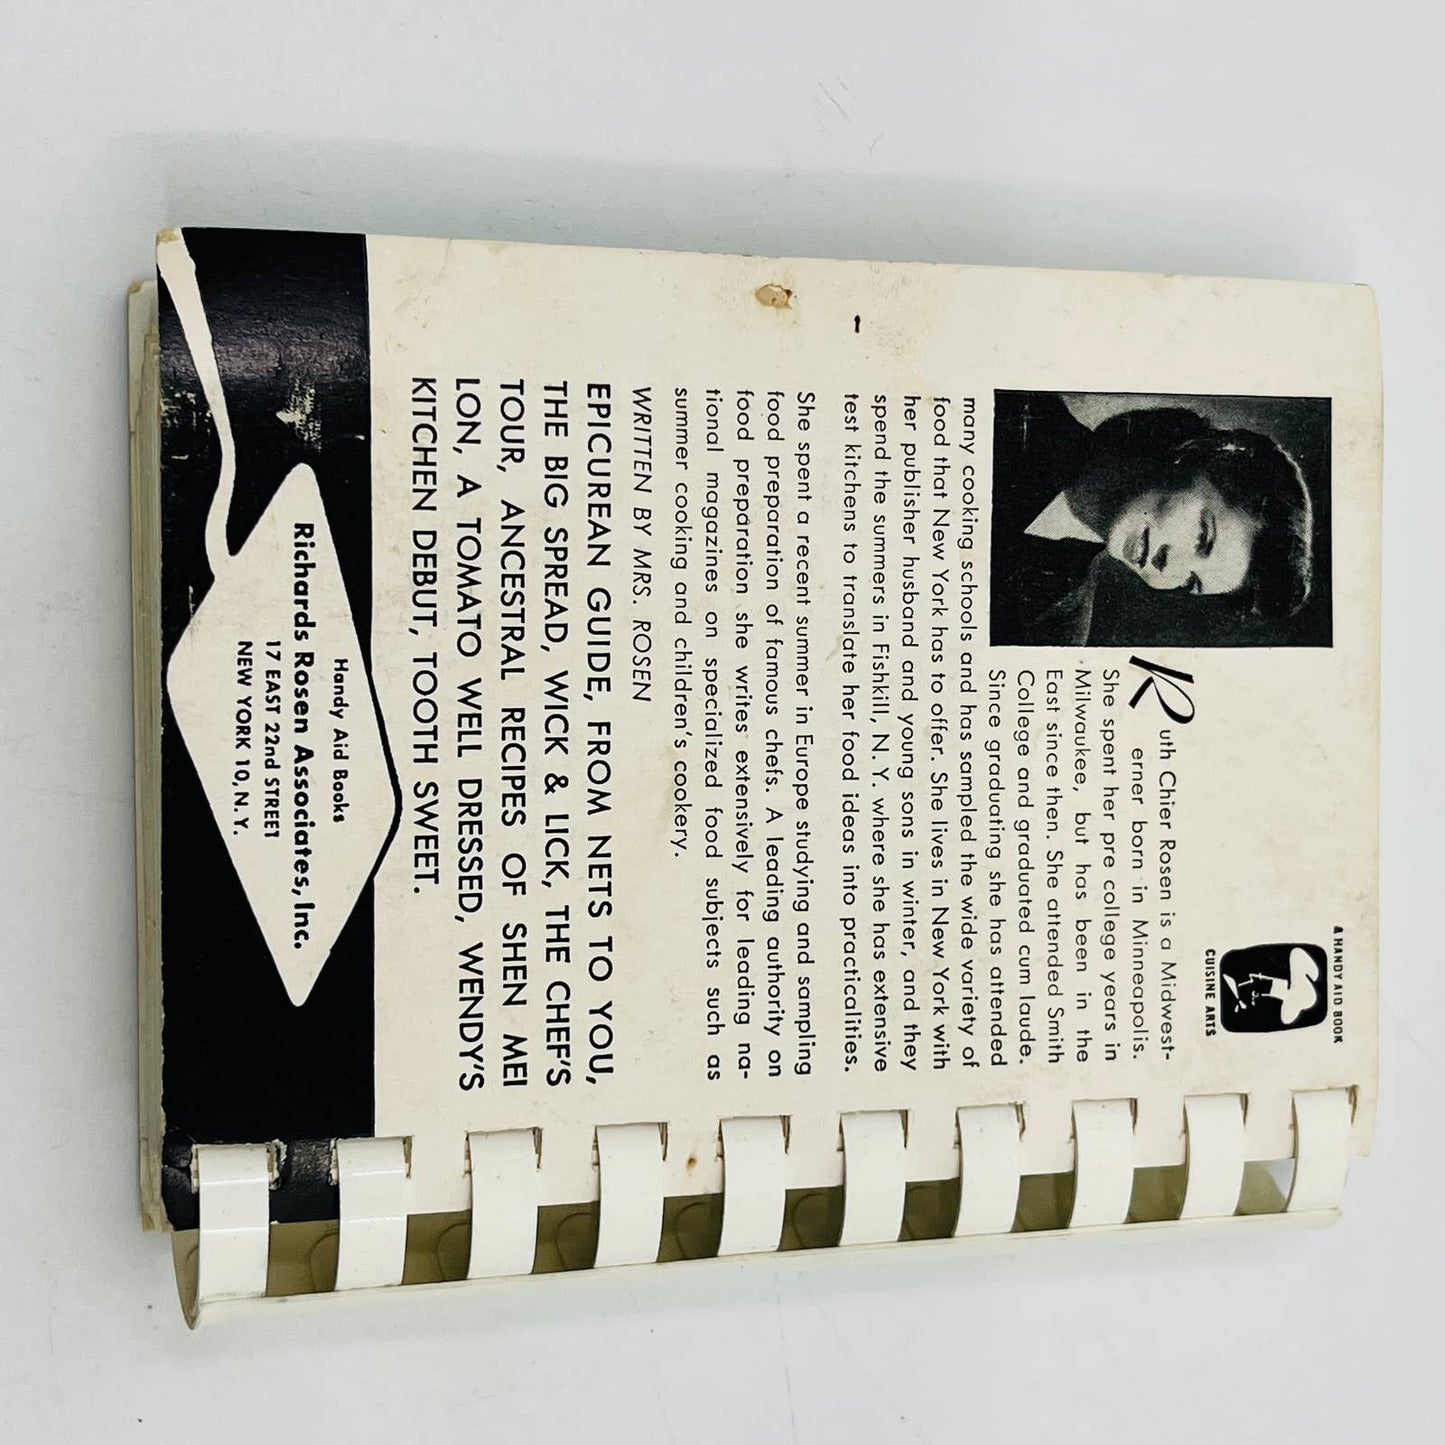 A HANDY AID BOOK
CUISINE ARTS
Ruth Chier Rosen is a Midwest-
erner born in Minneapolis.
She spent her pre college years in
Milwaukee, but has been in the
East since then. She attended Smith
College and graduated cum laude.
Since graduating she has attended
many cooking schools and has sampled the wide variety of
food that New York has to offer. She lives in New York with
her publisher husband and young sons in winter, and they
spend the summers in Fishkill, N. Y. where she has extensive
test kitchens to translate her food ideas into practicalities.
She spent a recent summer in Europe studying and sampling
food preparation of famous chefs. A leading authority on
food preparation she writes extensively for leading na-
tional magazines on specialized food subjects such as
summer cooking and children's cookery.
WRITTEN BY MRS. ROSEN
EPICUREAN GUIDE, FROM NETS TO YOU,
THE BIG SPREAD, WICK & LICK, THE CHEF'S
TOUR, ANCESTRAL RECIPES OF SHEN MEI
LON, A TOMATO WELL DRESSED, WENDY'S
KITCHEN DEBUT, TOOTH SWEET.
Handy Aid Books
Richards Rosen Associates, Inc.
17 EAST 22nd STREET
NEW YORK 10, N. Y.